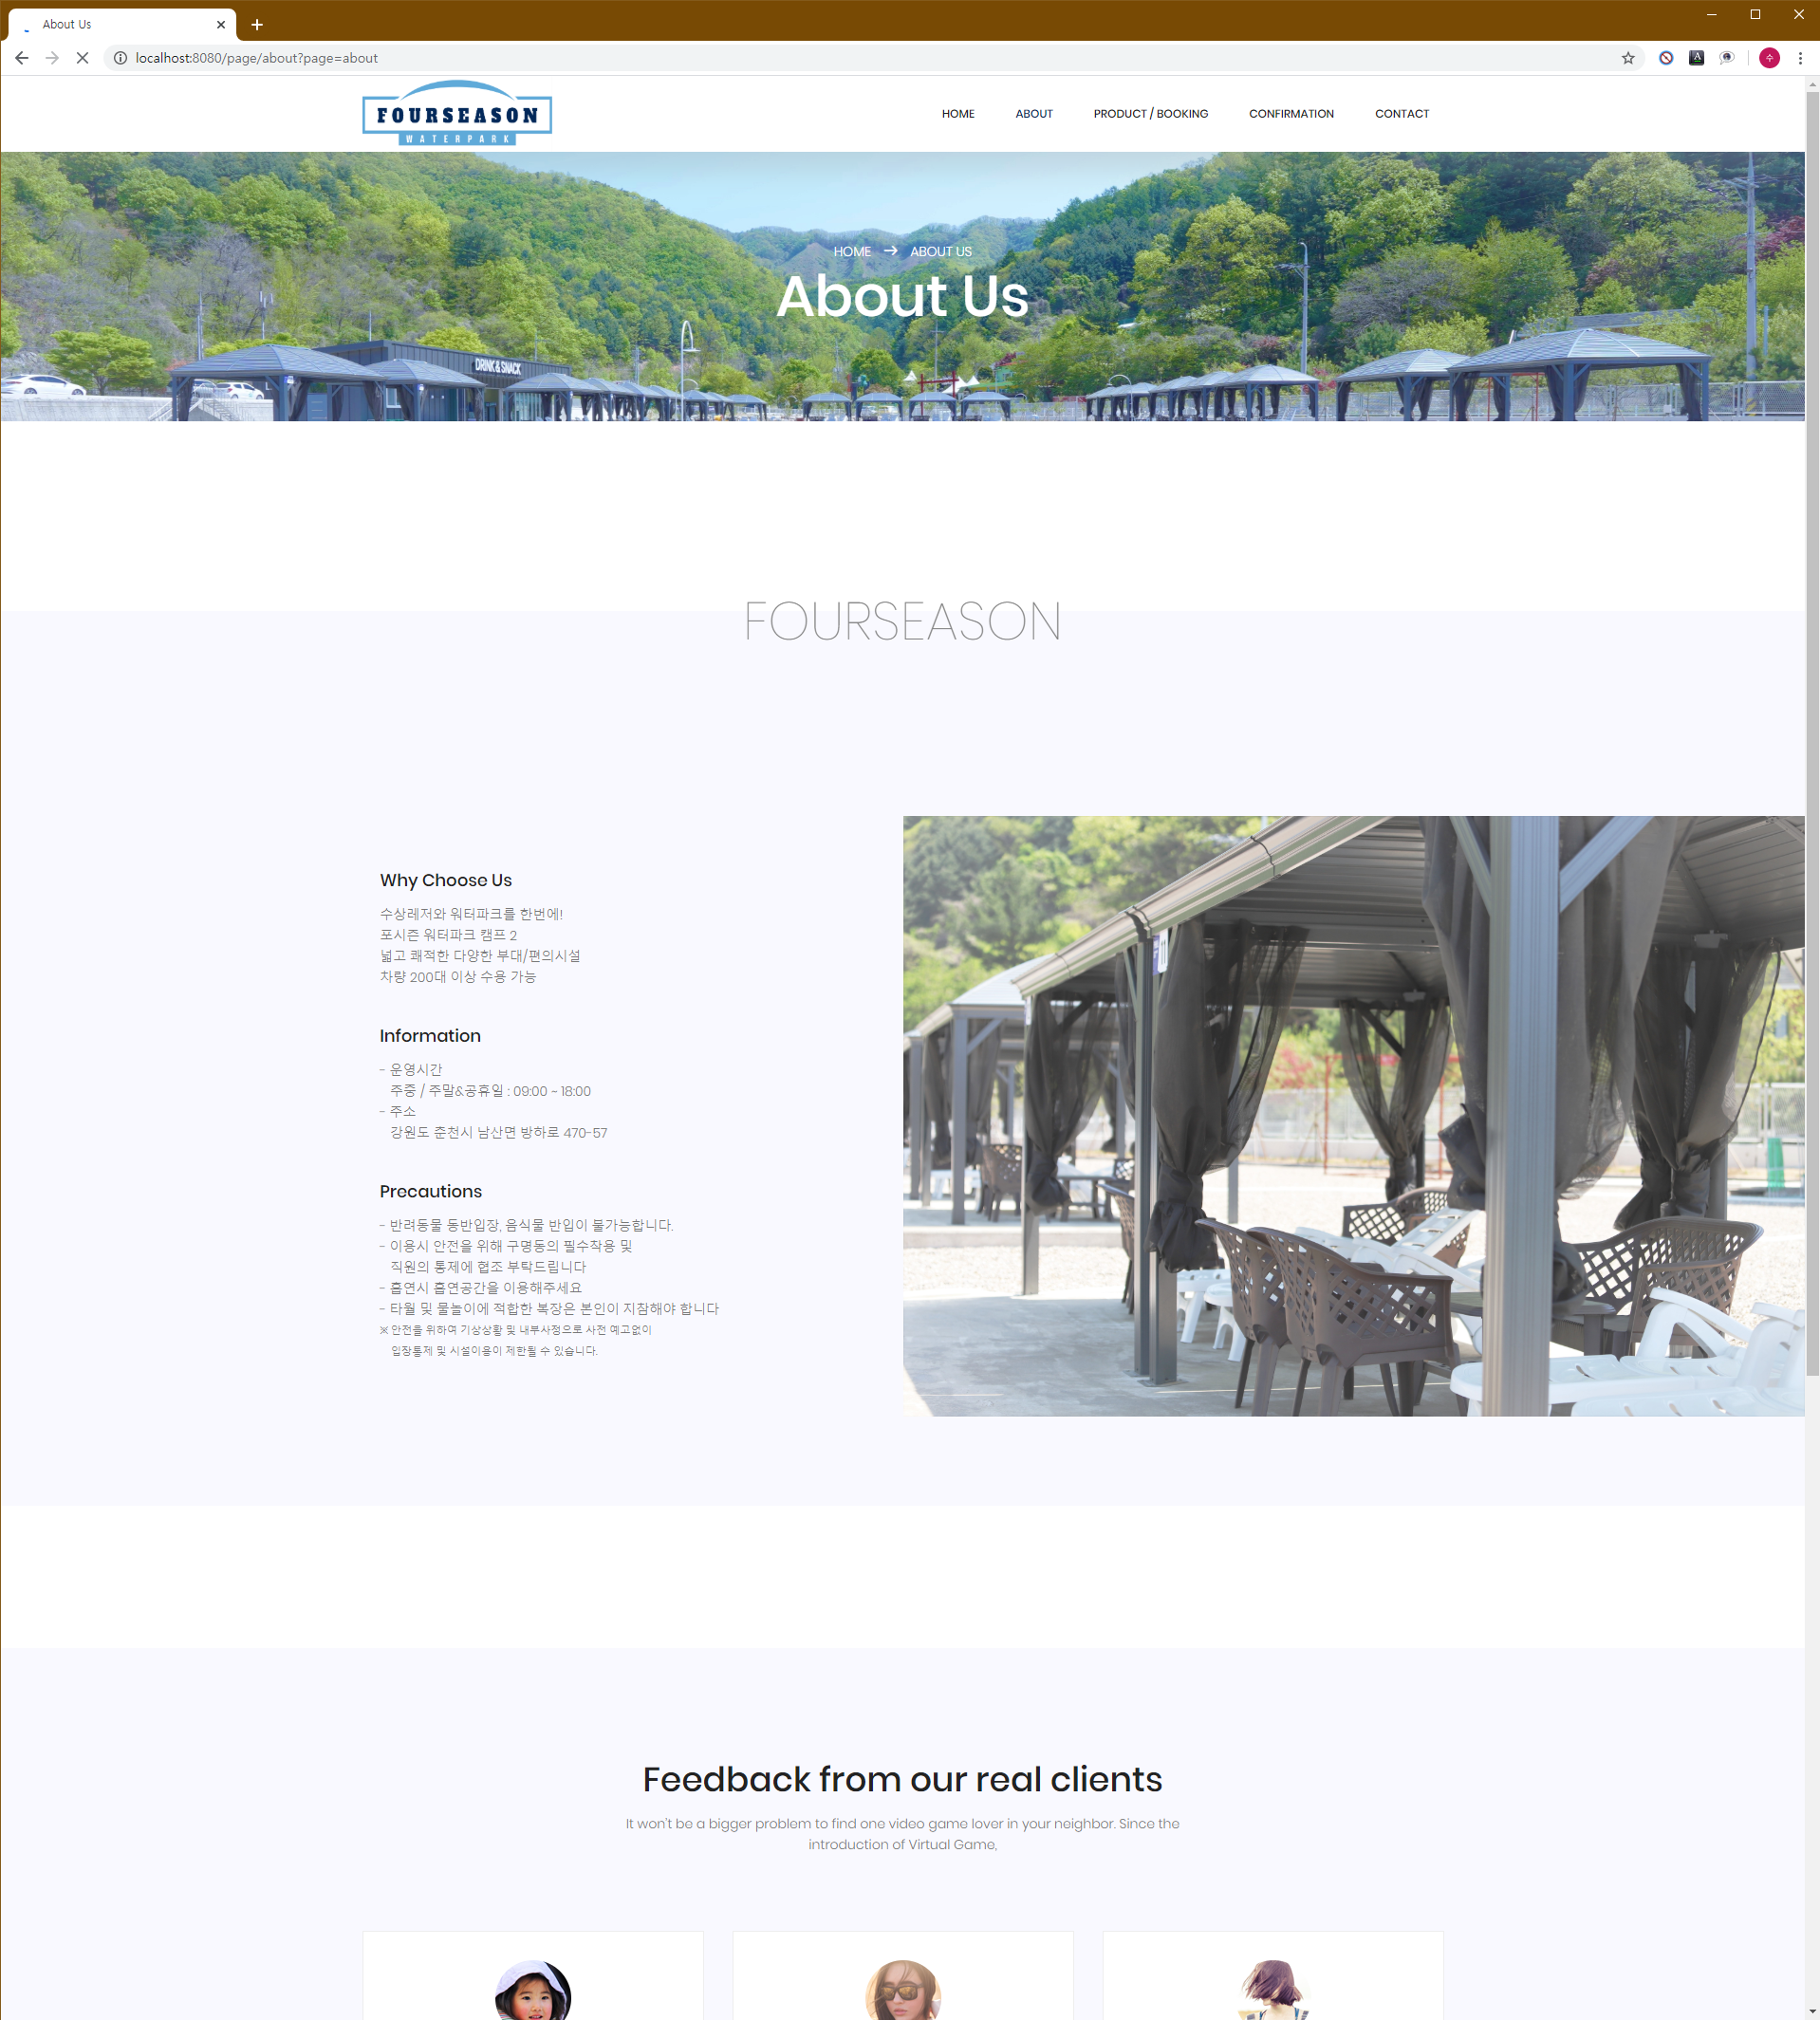 About Us
localhost:8080/page/about?page=about
FOURSEASON
WATERPARK
HOME
ABOUT
PRODUCT / BOOKING
CONFIRMATION
CONTACT
HOME → ABOUT US
About Us
DRINK & SNACK
FOURSEASON
Why Choose Us
수상레저와 워터파크를 한번에!
포시즌 워터파크 캠프 2
넓고 쾌적한 다양한 부대/편의시설
차량 200대 이상 수용 가능
Information
- 운영시간
주중 / 주말&공휴일 : 09:00 ~ 18:00
- 주소
강원도 춘천시 남산면 방하로 470-57
Precautions
- 반려동물 동반입장, 음식물 반입이 불가능합니다.
- 이용시 안전을 위해 구명동의 필수착용 및
직원의 통제에 협조 부탁드립니다
- 흡연시 흡연공간을 이용해주세요
- 타월 및 물놀이에 적합한 복장은 본인이 지참해야 합니다
※ 안전을 위하여 기상상황 및 내부사정으로 사전 예고없이
입장통제 및 시설이용이 제한될 수 있습니다.
Feedback from our real clients
It won't be a bigger problem to find one video game lover in your neighbor. Since the
introduction of Virtual Game,